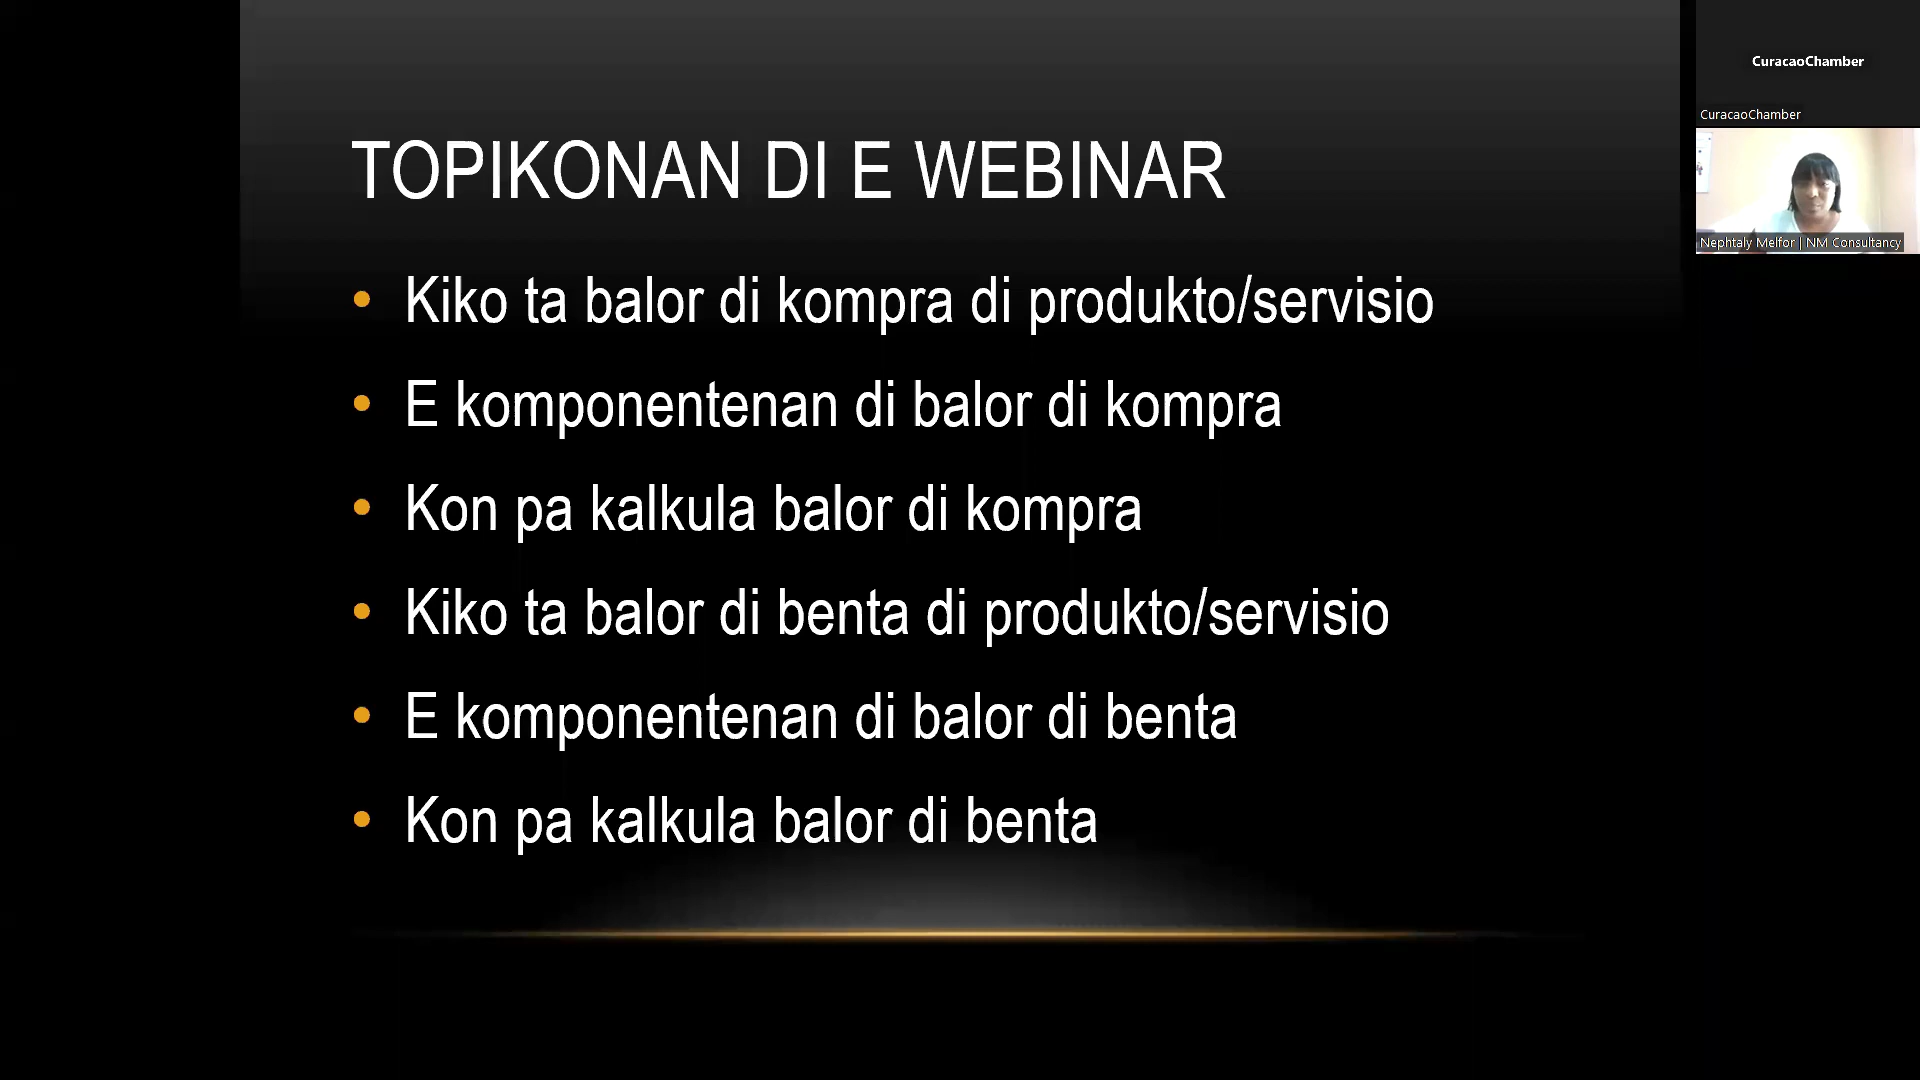 TOPIKONAN DI E WEBINAR
• Kiko ta balor di kompra di produkto/servisio
• E komponentenan di balor di kompra
• Kon pa kalkula balor di kompra
• Kiko ta balor di benta di produkto/servisio
• E komponentenan di balor di benta
• Kon pa kalkula balor di benta
CuracaoChamber
CuracaoChamber
Nephtaly Melfor | NM Consultancy